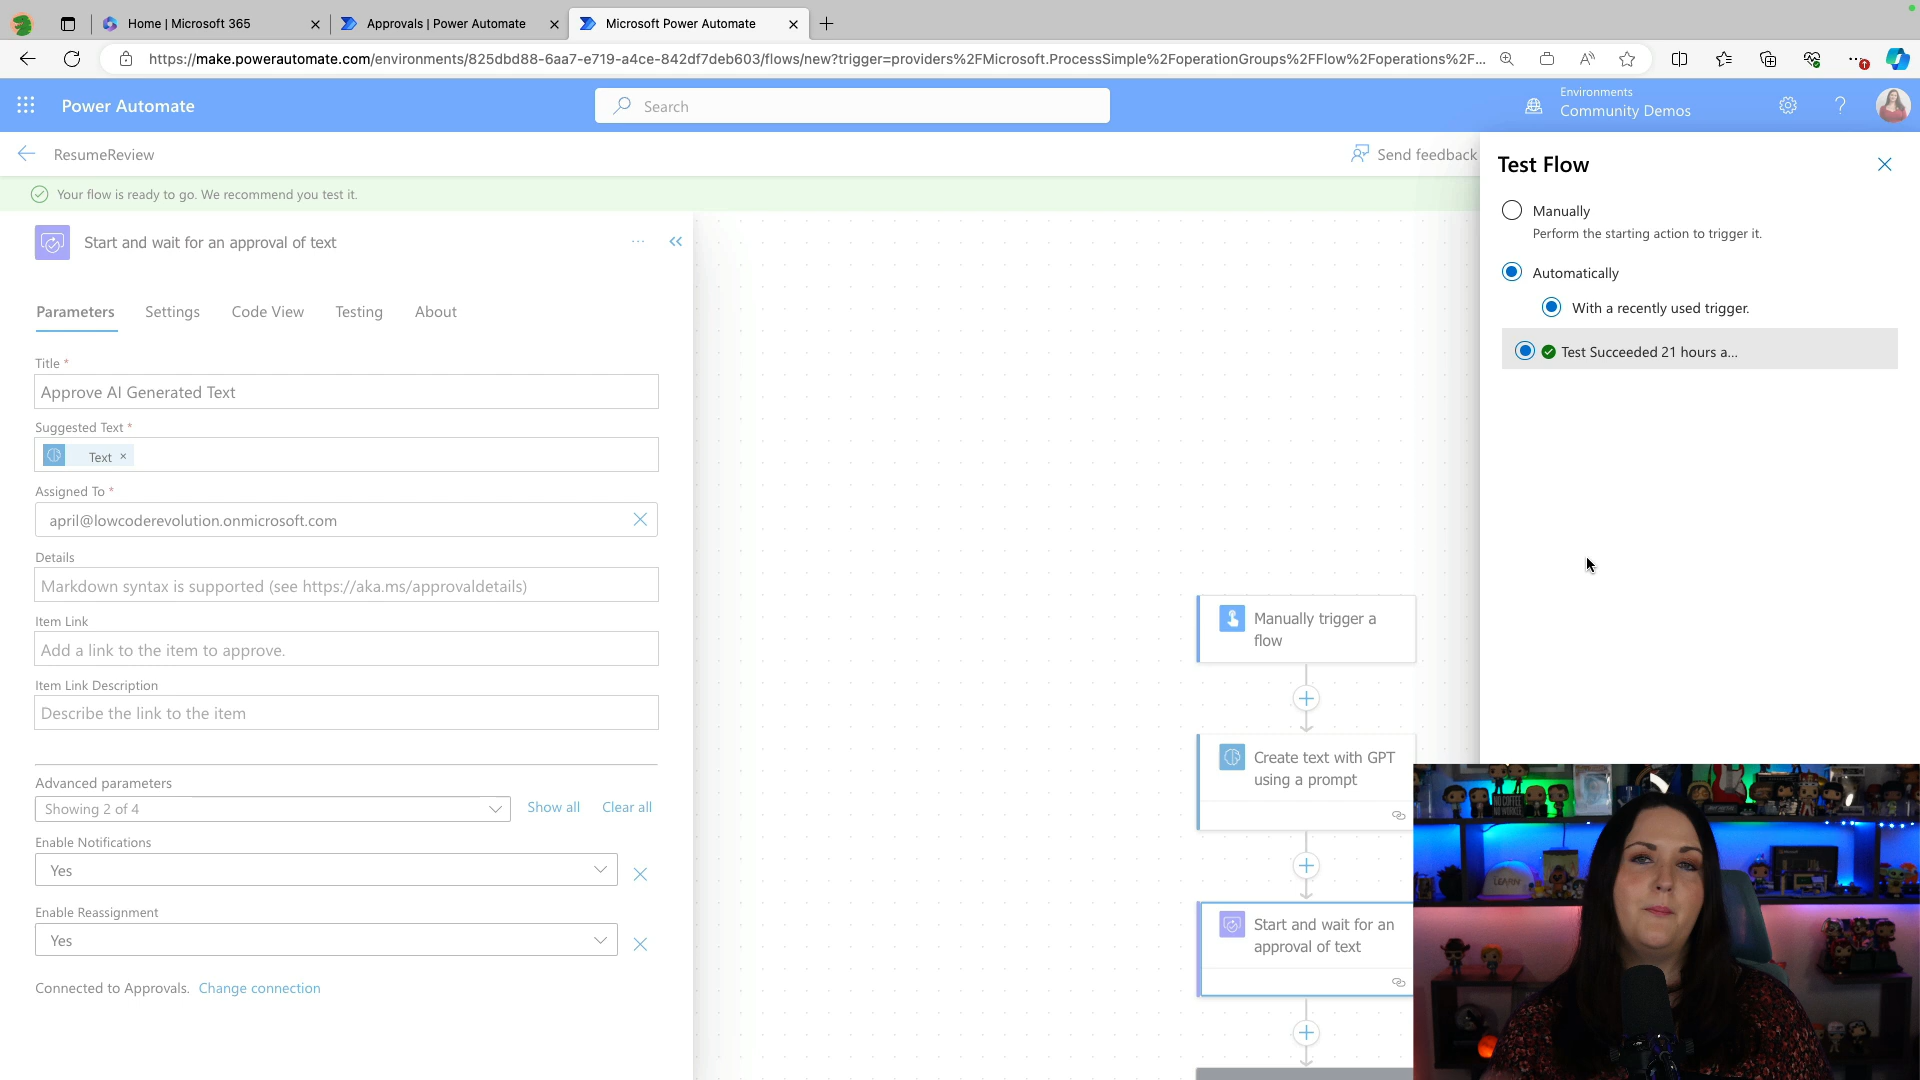 Home | Microsoft 365
Approvals | Power Automate
Microsoft Power Automate
https://make.powerautomate.com/environments/825dbd88-6aa7-e719-a4ce-842df7deb603/flows/new?trigger=providers%2FMicrosoft.ProcessSimple%2FoperationGroups%2FFlow%2Foperations%2F...
Power Automate
Search
Environments
Community Demos
ResumeReview
Send feedback
Your flow is ready to go. We recommend you test it.
Start and wait for an approval of text
Parameters Settings Code View Testing About
Title *
Approve AI Generated Text
Suggested Text *
Text ×
Assigned To *
april@lowcoderevolution.onmicrosoft.com
Details
Markdown syntax is supported (see https://aka.ms/approvaldetails)
Item Link
Add a link to the item to approve.
Item Link Description
Describe the link to the item
Advanced parameters
Showing 2 of 4
Show all Clear all
Enable Notifications
Yes
Enable Reassignment
Yes
Connected to Approvals. Change connection
Manually trigger a
flow
Create text with GPT
using a prompt
Start and wait for an
approval of text
Test Flow
Manually
Perform the starting action to trigger it.
Automatically
With a recently used trigger.
Test Succeeded 21 hours a...
NO COFFEE
NO WORKEE
LEARN